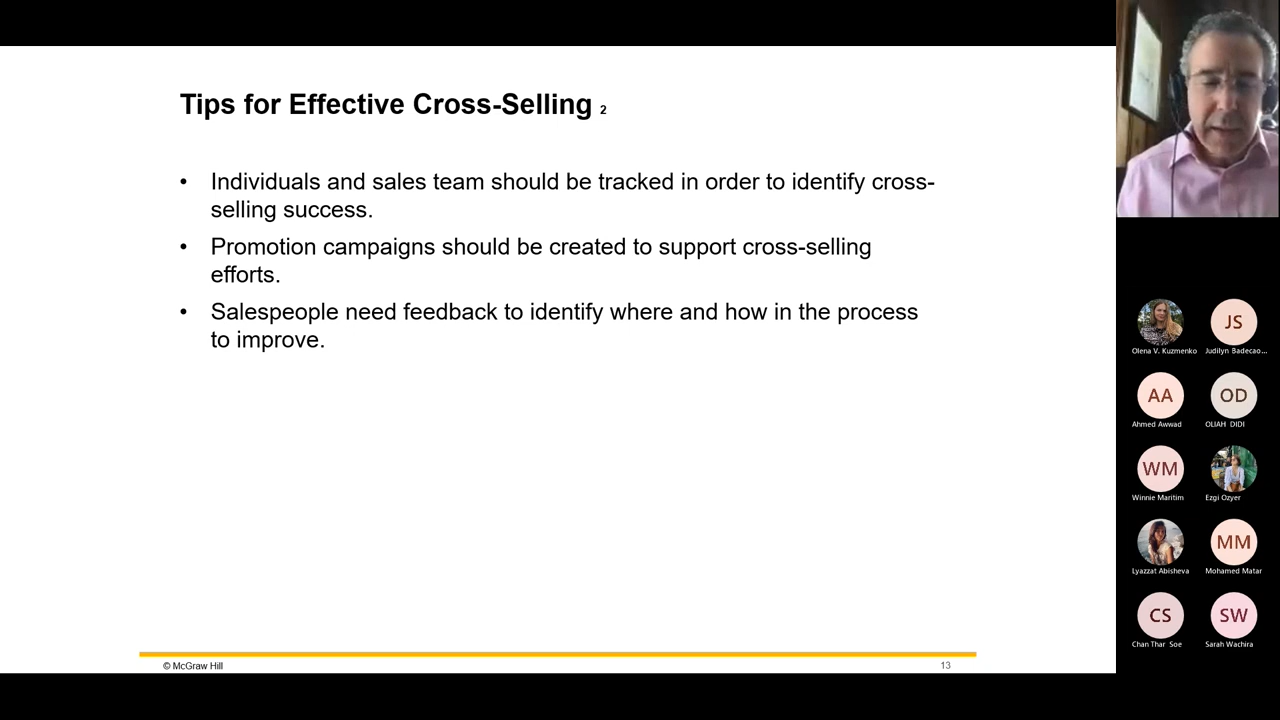 Tips for Effective Cross-Selling 2
• Individuals and sales team should be tracked in order to identify cross-
selling success.
• Promotion campaigns should be created to support cross-selling
efforts.
• Salespeople need feedback to identify where and how in the process
to improve.
© McGraw Hill
13
Olena V. Kuzmenko
JS
Judilyn Badecao...
AA
Ahmed Awwad
OD
OLIAH DIDI
WM
Winnie Maritim
Ezgi Ozyer
Lyazzat Abisheva
MM
Mohamed Matar
CS
Chan Thar Soe
SW
Sarah Wachira